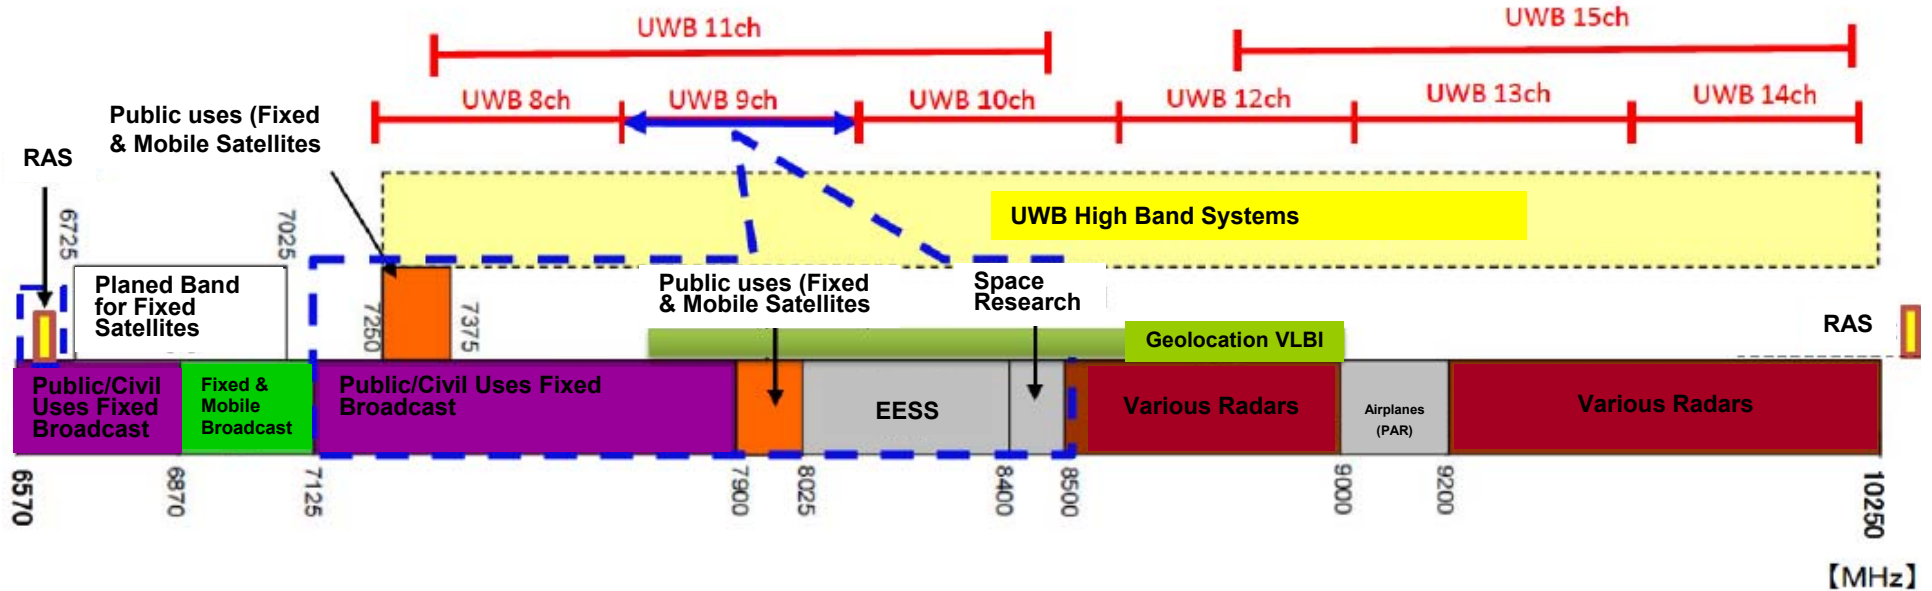 UWB 11ch
UWB 15ch
UWB 8ch
UWB 9ch
UWB 10ch
UWB 12ch
UWB 13ch
UWB 14ch
Public uses (Fixed
& Mobile Satellites
RAS
6725
7025
UWB High Band Systems
Planed Band
for Fixed
Satellites
7250
7375
Public uses (Fixed
& Mobile Satellites
Space
Research
Geolocation VLBI
RAS
Public/Civil
Uses Fixed
Broadcast
Fixed &
Mobile
Broadcast
Public/Civil Uses Fixed
Broadcast
EESS
Various Radars
Airplanes
(PAR)
Various Radars
6570
6870
7125
7900
8025
8400
8500
9000
9200
10250
【MHz】